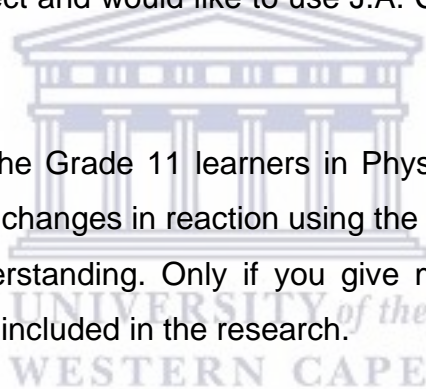 ect and would like to use J.A. C
he Grade 11 learners in Phys
changes in reaction using the
erstanding. Only if you give
included in the research.
UNIVERSITY of the
WESTERN CAPE